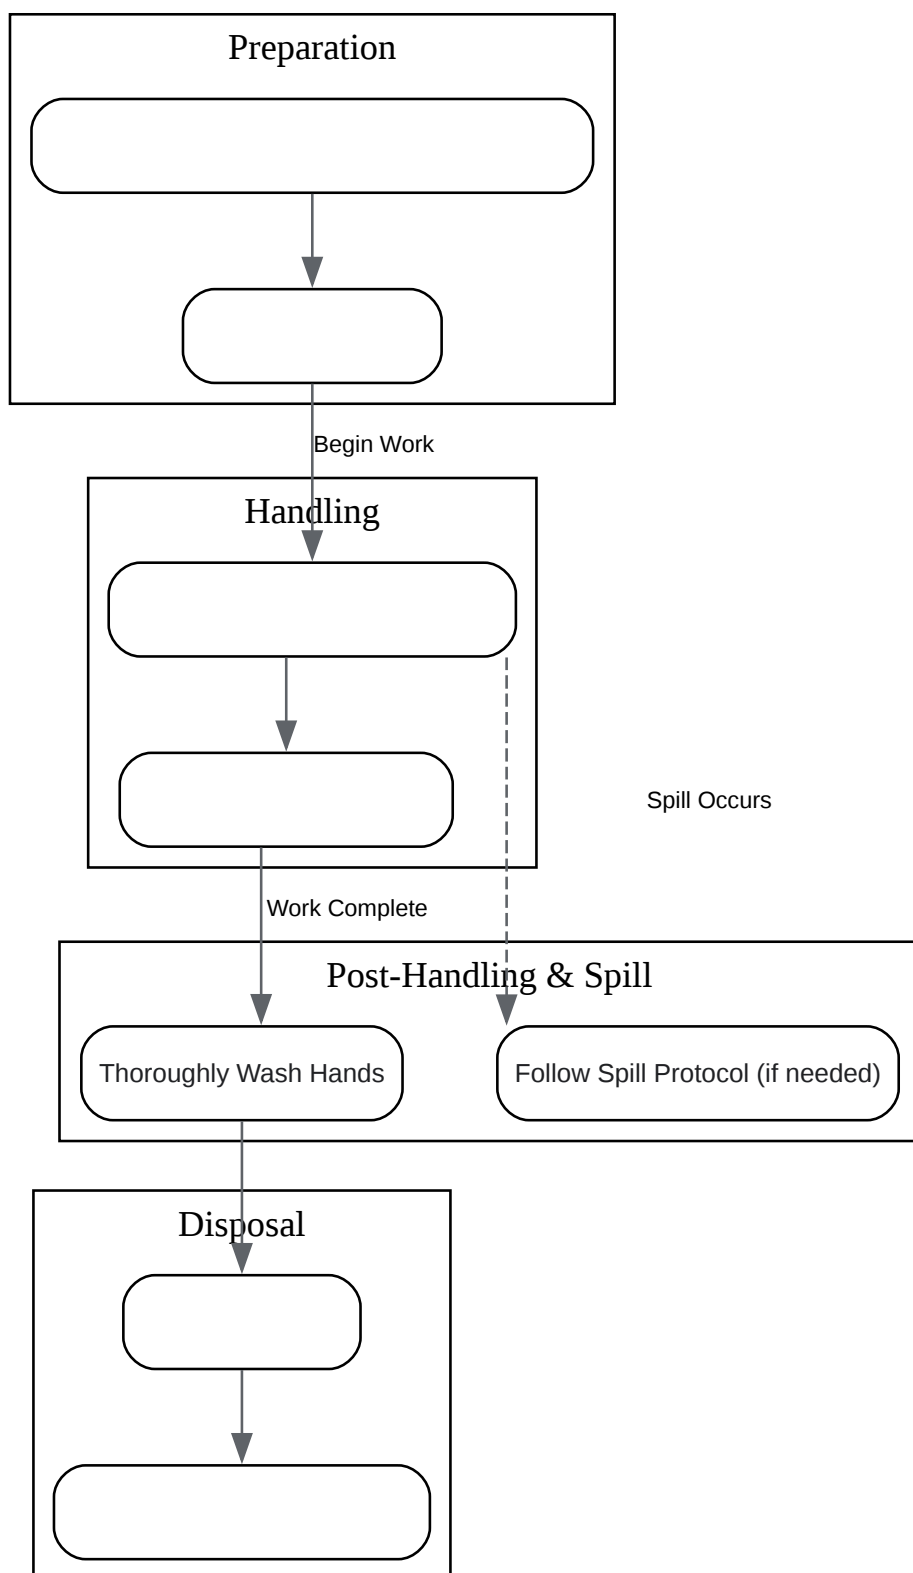 Preparation
Begin Work
Handling
Spill Occurs
Work Complete
Post-Handling & Spill
Thoroughly Wash Hands
Follow Spill Protocol (if needed)
Disposal